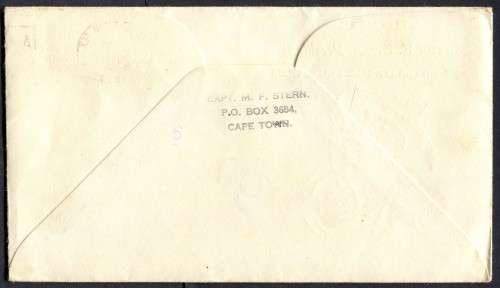 CAPT. M. F. STERN.
P.O. BOX 3684,
CAPE TOWN.